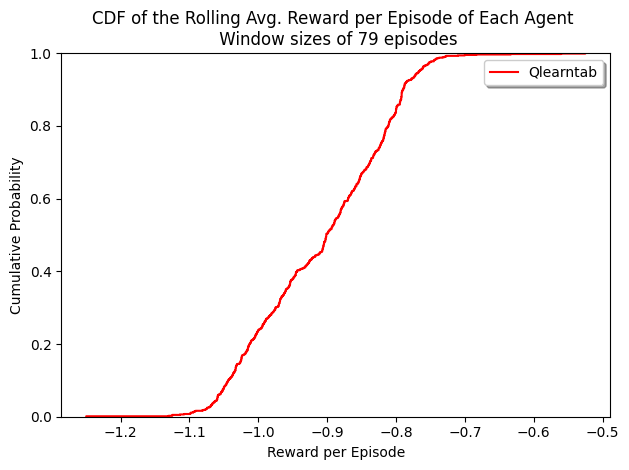 CDF of the Rolling Avg. Reward per Episode of Each Agent
Window sizes of 79 episodes
Qlearntab
Cumulative Probability
1.0
0.8
0.6
0.4
0.2
0.0
−1.2
−1.1
−1.0
−0.9
−0.8
−0.7
−0.6
−0.5
Reward per Episode